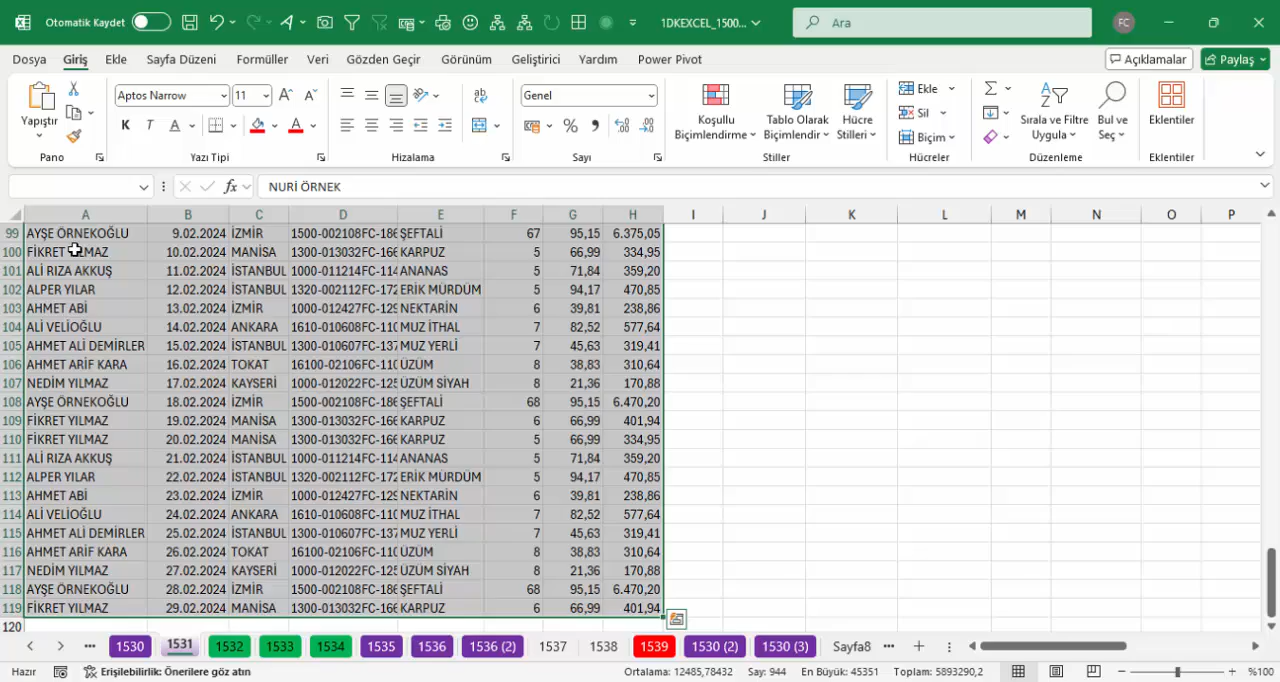 Otomatik Kaydet
1DKEXCEL_1500...
Ara
FC
Dosya Giriş Ekle Sayfa Düzeni Formüller Veri Gözden Geçir Görünüm Geliştirici Yardım Power Pivot
Açıklamalar Paylaş
Yapıştır
Aptos Narrow 11
K T A
Genel
Koşullu Biçimlendirme
Tablo Olarak Biçimlendir
Hücre Stilleri
Ekle
Sil
Biçim
Sırala ve Filtre Uygula
Bul ve Seç
Eklentiler
Pano Yazı Tipi Hizalama Sayı Stiller Hücreler Düzenleme Eklentiler
fx NURİ ÖRNEK
A B C D E F G H I J K L M N O P
99 AYŞE ÖRNEKOĞLU 9.02.2024 İZMİR 1500-002108FC-186 ŞEFTALİ 67 95,15 6.375,05
100 FİKRET YILMAZ 10.02.2024 MANİSA 1300-013032FC-166 KARPUZ 5 66,99 334,95
101 ALİ RIZA AKKUŞ 11.02.2024 İSTANBUL 1000-011214FC-114 ANANAS 5 71,84 359,20
102 ALPER YILAR 12.02.2024 İSTANBUL 1320-002112FC-172 ERİK MÜRDÜM 5 94,17 470,85
103 AHMET ABİ 13.02.2024 İZMİR 1000-012427FC-129 NEKTARİN 6 39,81 238,86
104 ALİ VELİOĞLU 14.02.2024 ANKARA 1610-010608FC-110 MUZ İTHAL 7 82,52 577,64
105 AHMET ALİ DEMİRLER 15.02.2024 İSTANBUL 1300-010607FC-137 MUZ YERLİ 7 45,63 319,41
106 AHMET ARİF KARA 16.02.2024 TOKAT 16100-02106FC-110 ÜZÜM 8 38,83 310,64
107 NEDİM YILMAZ 17.02.2024 KAYSERİ 1000-012022FC-125 ÜZÜM SİYAH 8 21,36 170,88
108 AYŞE ÖRNEKOĞLU 18.02.2024 İZMİR 1500-002108FC-186 ŞEFTALİ 68 95,15 6.470,20
109 FİKRET YILMAZ 19.02.2024 MANİSA 1300-013032FC-166 KARPUZ 6 66,99 401,94
110 FİKRET YILMAZ 20.02.2024 MANİSA 1300-013032FC-166 KARPUZ 5 66,99 334,95
111 ALİ RIZA AKKUŞ 21.02.2024 İSTANBUL 1000-011214FC-114 ANANAS 5 71,84 359,20
112 ALPER YILAR 22.02.2024 İSTANBUL 1320-002112FC-172 ERİK MÜRDÜM 5 94,17 470,85
113 AHMET ABİ 23.02.2024 İZMİR 1000-012427FC-129 NEKTARİN 6 39,81 238,86
114 ALİ VELİOĞLU 24.02.2024 ANKARA 1610-010608FC-110 MUZ İTHAL 7 82,52 577,64
115 AHMET ALİ DEMİRLER 25.02.2024 İSTANBUL 1300-010607FC-137 MUZ YERLİ 7 45,63 319,41
116 AHMET ARİF KARA 26.02.2024 TOKAT 16100-02106FC-110 ÜZÜM 8 38,83 310,64
117 NEDİM YILMAZ 27.02.2024 KAYSERİ 1000-012022FC-125 ÜZÜM SİYAH 8 21,36 170,88
118 AYŞE ÖRNEKOĞLU 28.02.2024 İZMİR 1500-002108FC-186 ŞEFTALİ 68 95,15 6.470,20
119 FİKRET YILMAZ 29.02.2024 MANİSA 1300-013032FC-166 KARPUZ 6 66,99 401,94
120
... 1530 1531 1532 1533 1534 1535 1536 1536 (2) 1537 1538 1539 1530 (2) 1530 (3) Sayfa8 ...
Hazır Erişilebilirlik: Önerilere göz atın Ortalama: 12485,78432 Say: 944 En Büyük: 45351 Toplam: 5893290,2 %100